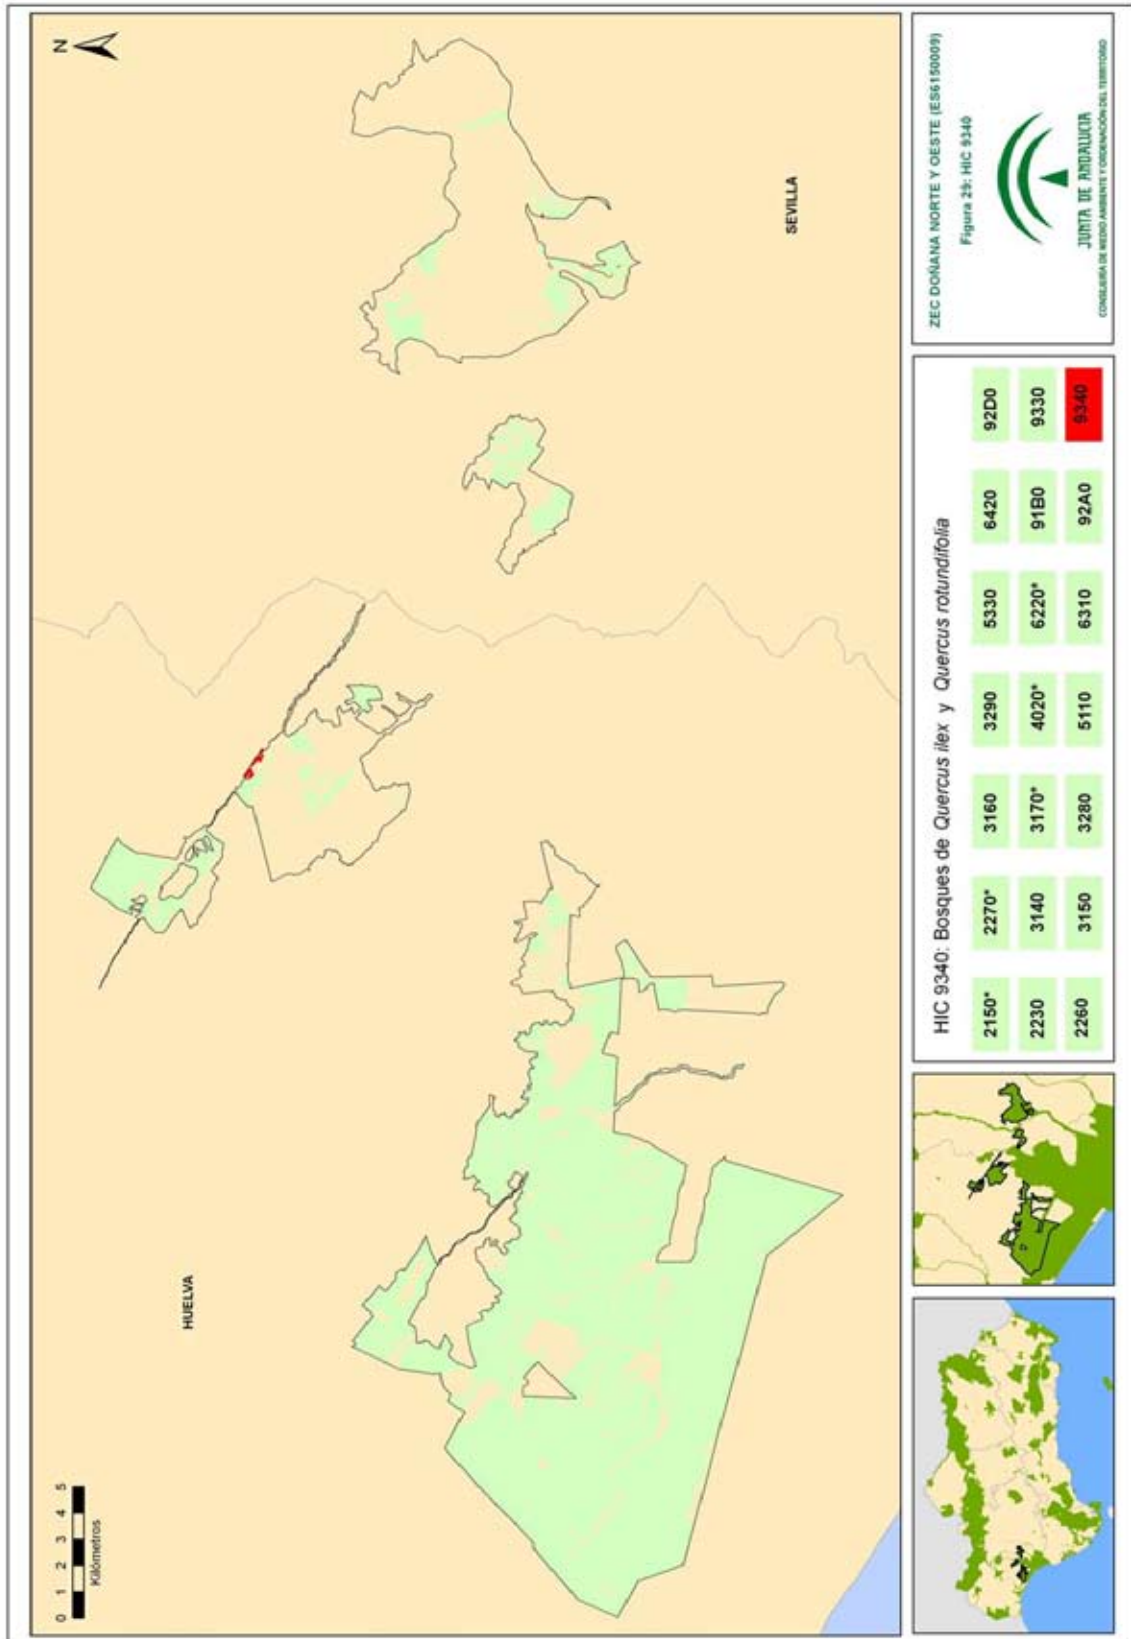 N
0 1 2 3 4 5
Kilómetros
HUELVA
SEVILLA
HIC 9340: Bosques de Quercus ilex y Quercus rotundifolia
2150* 2270* 3160 3290 5330 6420 92D0
2230 3140 3170* 4020* 6220* 91B0 9330
2260 3150 3280 5110 6310 92A0 9340
ZEC DOÑANA NORTE Y OESTE (ES6150009)
Figura 29: HIC 9340
JUNTA DE ANDALUCIA
CONSEJERÍA DE MEDIO AMBIENTE Y ORDENACIÓN DEL TERRITORIO